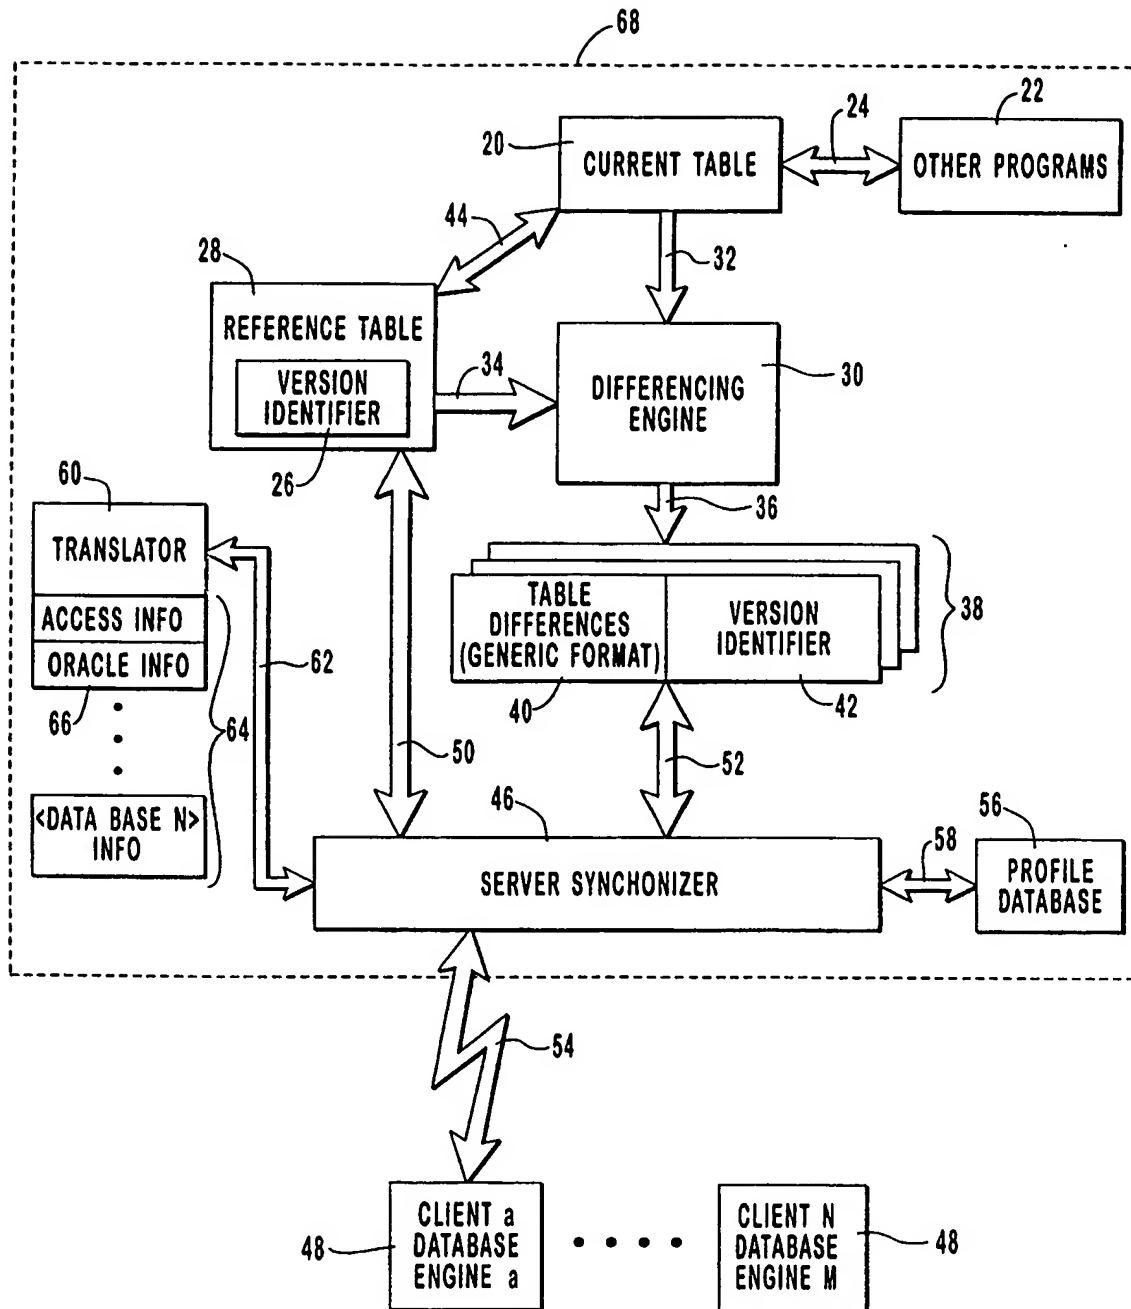 68
20
CURRENT TABLE
24
22
OTHER PROGRAMS
44
32
28
REFERENCE TABLE
VERSION
IDENTIFIER
26
34
DIFFERENCING
ENGINE
30
36
60
TRANSLATOR
ACCESS INFO
ORACLE INFO
66
64
<DATA BASE N>
INFO
62
TABLE
DIFFERENCES
(GENERIC FORMAT)
VERSION
IDENTIFIER
38
40
42
50
52
46
SERVER SYNCHONIZER
58
56
PROFILE
DATABASE
54
48
CLIENT a
DATABASE
ENGINE a
CLIENT N
DATABASE
ENGINE M
48